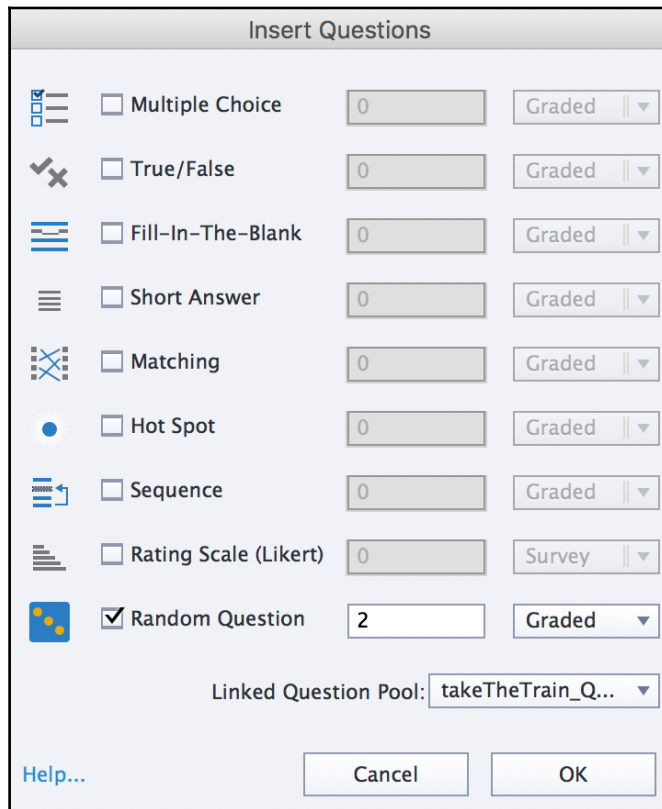 Insert Questions
Multiple Choice 0 Graded
True/False 0 Graded
Fill-In-The-Blank 0 Graded
Short Answer 0 Graded
Matching 0 Graded
Hot Spot 0 Graded
Sequence 0 Graded
Rating Scale (Likert) 0 Survey
Random Question 2 Graded
Linked Question Pool: takeTheTrain_Q...
Help... Cancel OK